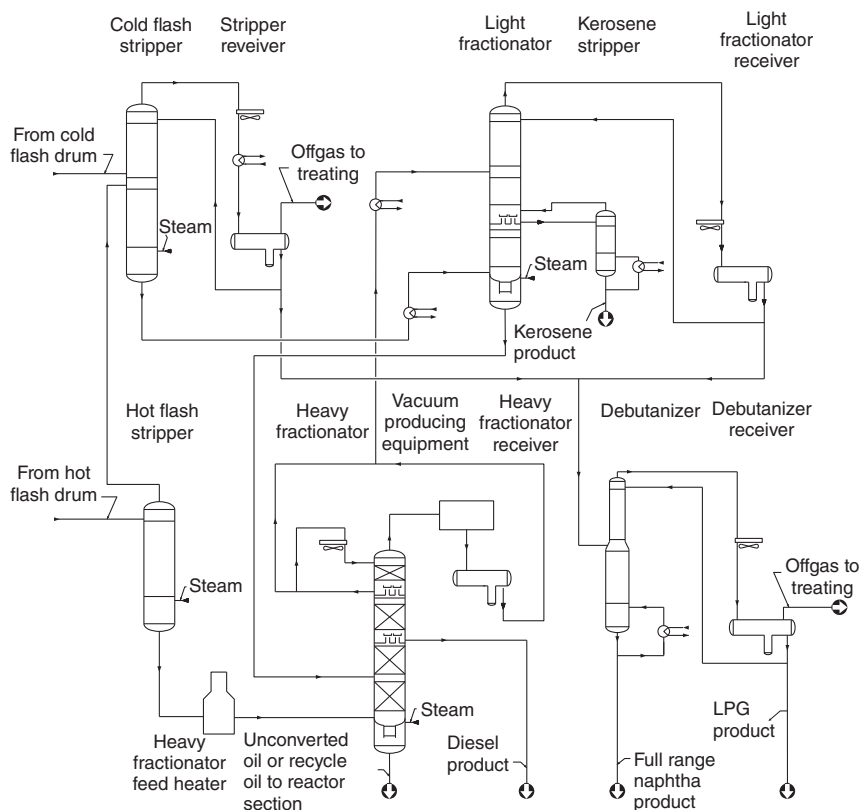 Cold flash
stripper
Stripper
reveiver
Light
fractionator
Kerosene
stripper
Light
fractionator
receiver
From cold
flash drum
Offgas to
treating
Steam
Steam
Kerosene
product
Hot flash
stripper
Heavy
fractionator
Vacuum
producing
equipment
Heavy
fractionator
receiver
Debutanizer
Debutanizer
receiver
From hot
flash drum
Steam
Offgas to
treating
Steam
Heavy
fractionator
feed heater
Unconverted
oil or recycle
oil to reactor
section
Diesel
product
Full range
naphtha
product
LPG
product